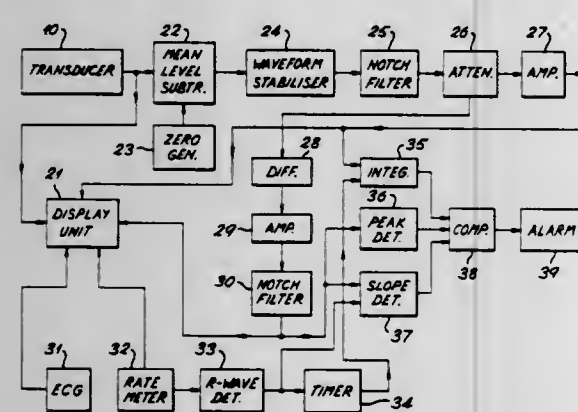 10
22
24
25
26
27
TRANSDUCER
MEAN
LEVEL
SUBTR.
WAVEFORM
STABILISER
NOTCH
FILTER
ATTEN.
AMP.
23
ZERO
GEN.
28
DIFF.
35
INTEG.
21
DISPLAY
UNIT
29
AMP.
36
PEAK
DET.
COMP.
38
ALARM
39
30
NOTCH
FILTER
SLOPE
DET.
37
31
ECG
32
RATE
METER
33
R-WAVE
DET.
TIMER
34